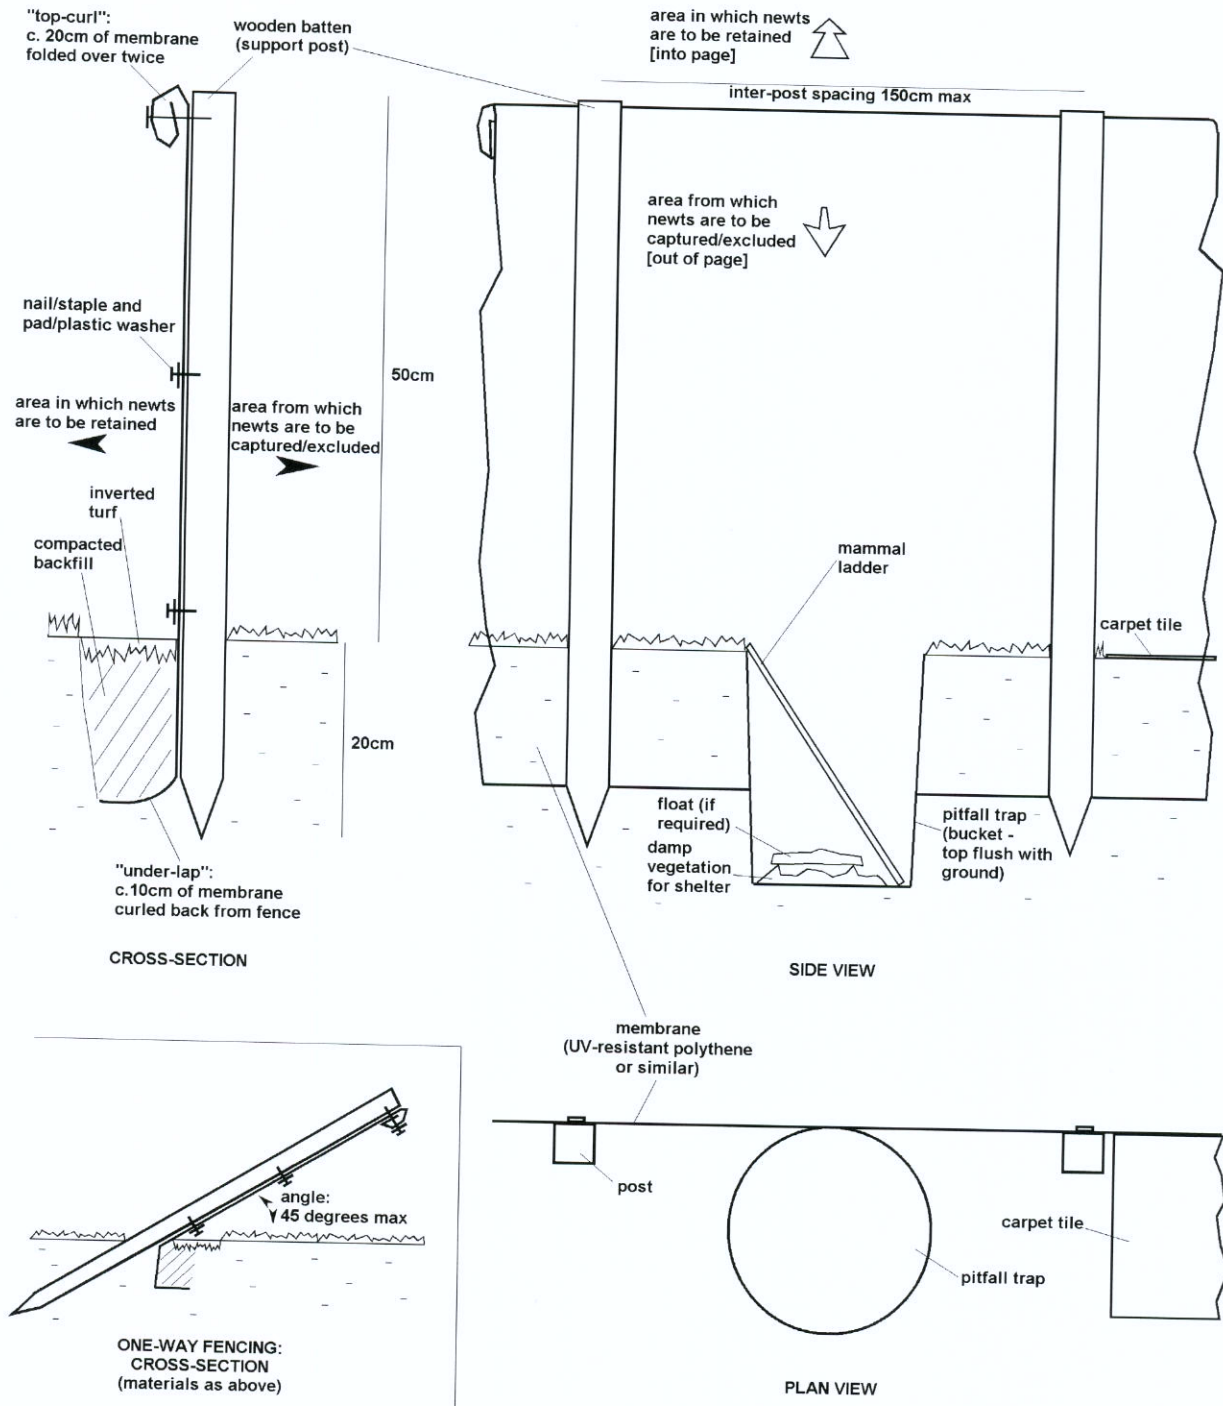 "top-curl":
c. 20cm of membrane
folded over twice
wooden batten
(support post)
nail/staple and
pad/plastic washer
area in which newts
are to be retained
area from which
newts are to be
captured/excluded
50cm
inverted
turf
compacted
backfill
20cm
"under-lap":
c.10cm of membrane
curled back from fence
CROSS-SECTION
area in which newts
are to be retained
[into page]
inter-post spacing 150cm max
area from which
newts are to be
captured/excluded
[out of page]
mammal
ladder
carpet tile
float (if
required)
damp
vegetation
for shelter
pitfall trap
(bucket -
top flush with
ground)
SIDE VIEW
membrane
(UV-resistant polythene
or similar)
angle:
45 degrees max
ONE-WAY FENCING:
CROSS-SECTION
(materials as above)
post
carpet tile
pitfall trap
PLAN VIEW